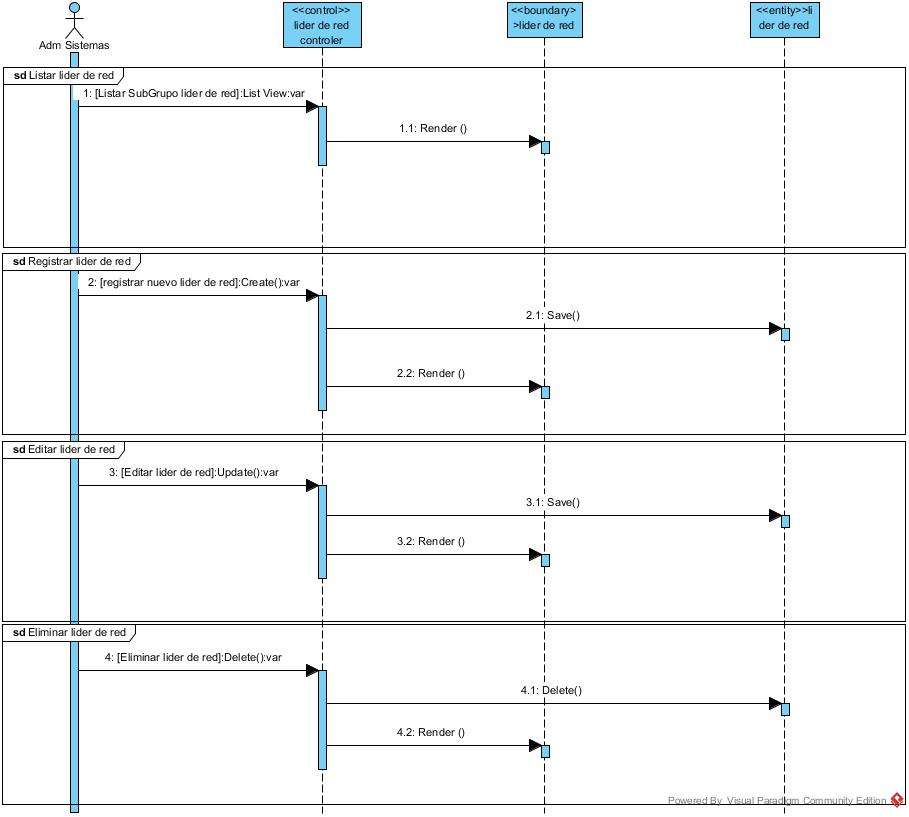 <<control>>
lider de red
controler
<<boundary>
>lider de red
<<entity>>li
der de red
Adm Sistemas
sd Listar lider de red
1: [Listar SubGrupo lider de red]:List View:var
1.1: Render ()
sd Registrar lider de red
2: [registrar nuevo lider de red]:Create():var
2.1: Save()
2.2: Render ()
sd Editar lider de red
3: [Editar lider de red]:Update():var
3.1: Save()
3.2: Render ()
sd Eliminar lider de red
4: [Eliminar lider de red]:Delete():var
4.1: Delete()
4.2: Render ()
Powered By Visual Paradigm Community Edition